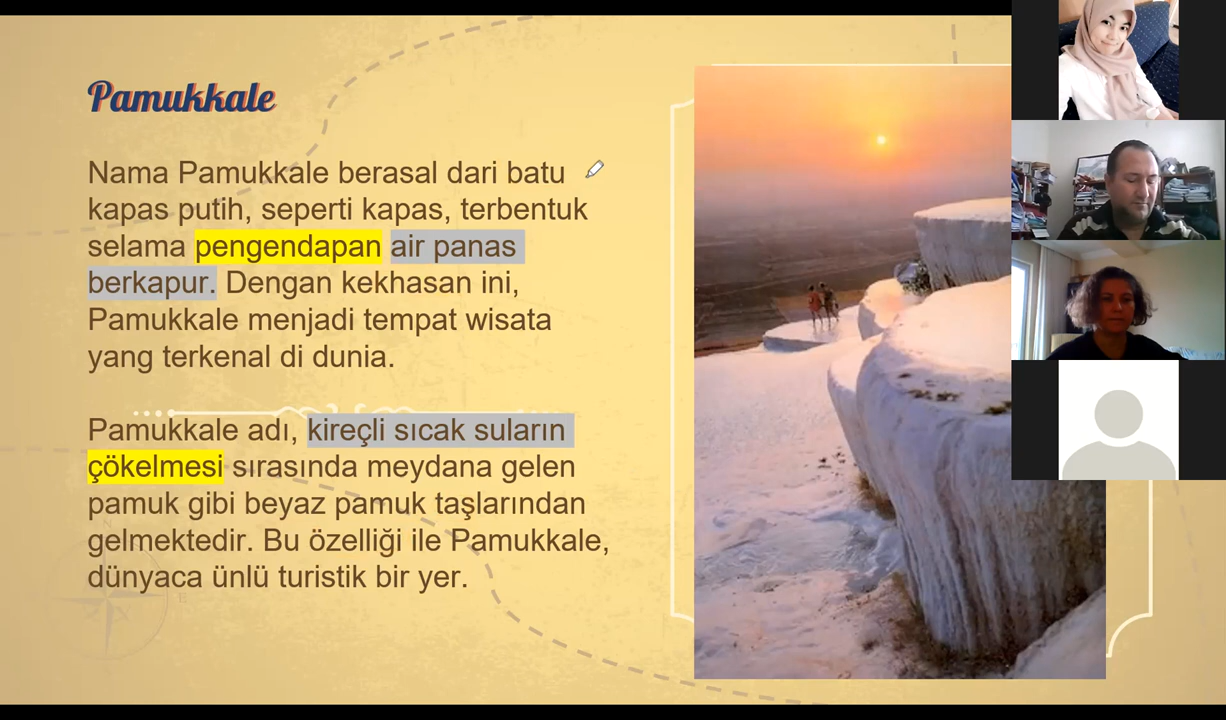 Pamukkale
Nama Pamukkale berasal dari batu
kapas putih, seperti kapas, terbentuk
selama pengendapan air panas
berkapur. Dengan kekhasan ini,
Pamukkale menjadi tempat wisata
yang terkenal di dunia.
Pamukkale adı, kireçli sıcak suların
çökelmesi sırasında meydana gelen
pamuk gibi beyaz pamuk taşlarından
gelmektedir. Bu özelliği ile Pamukkale,
dünyaca ünlü turistik bir yer.